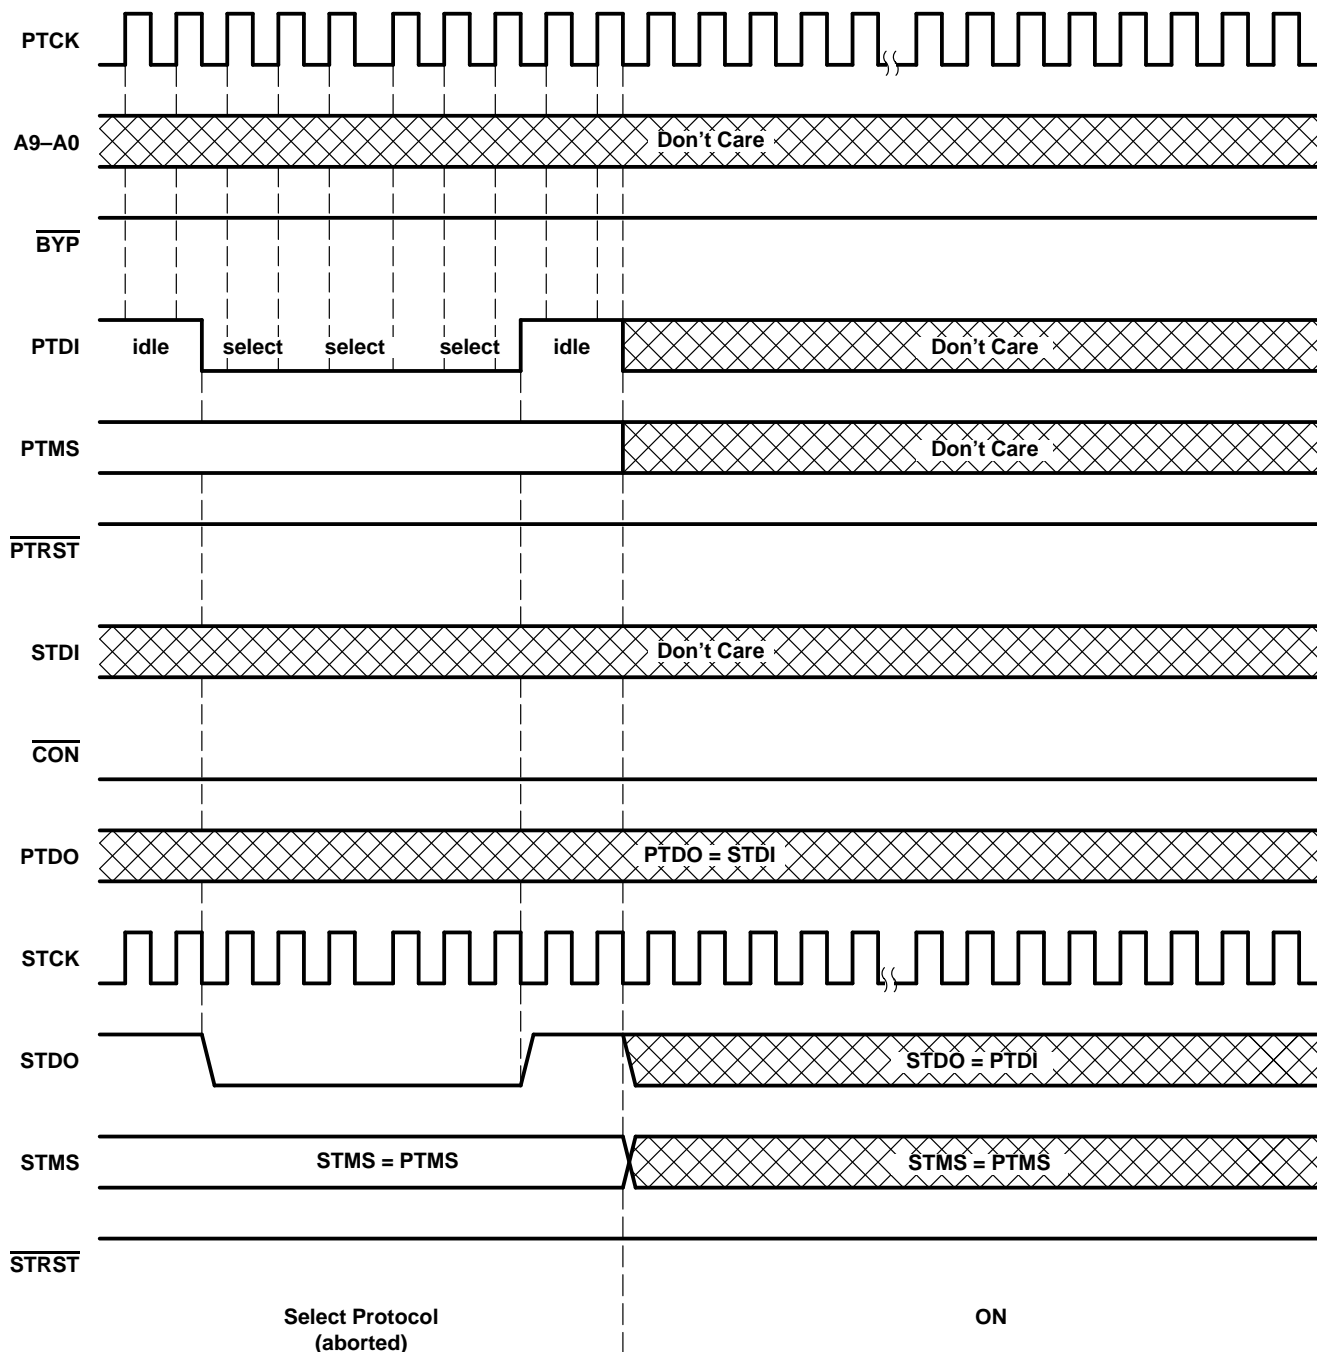 PTCK
A9–A0
Don't Care
BYP
PTDI
idle
select
select
select
idle
Don't Care
PTMS
Don't Care
PTRST
STDI
Don't Care
CON
PTDO
PTDO = STDI
STCK
STDO
STDO = PTDI
STMS
STMS = PTMS
STMS = PTMS
STRST
Select Protocol
(aborted)
ON